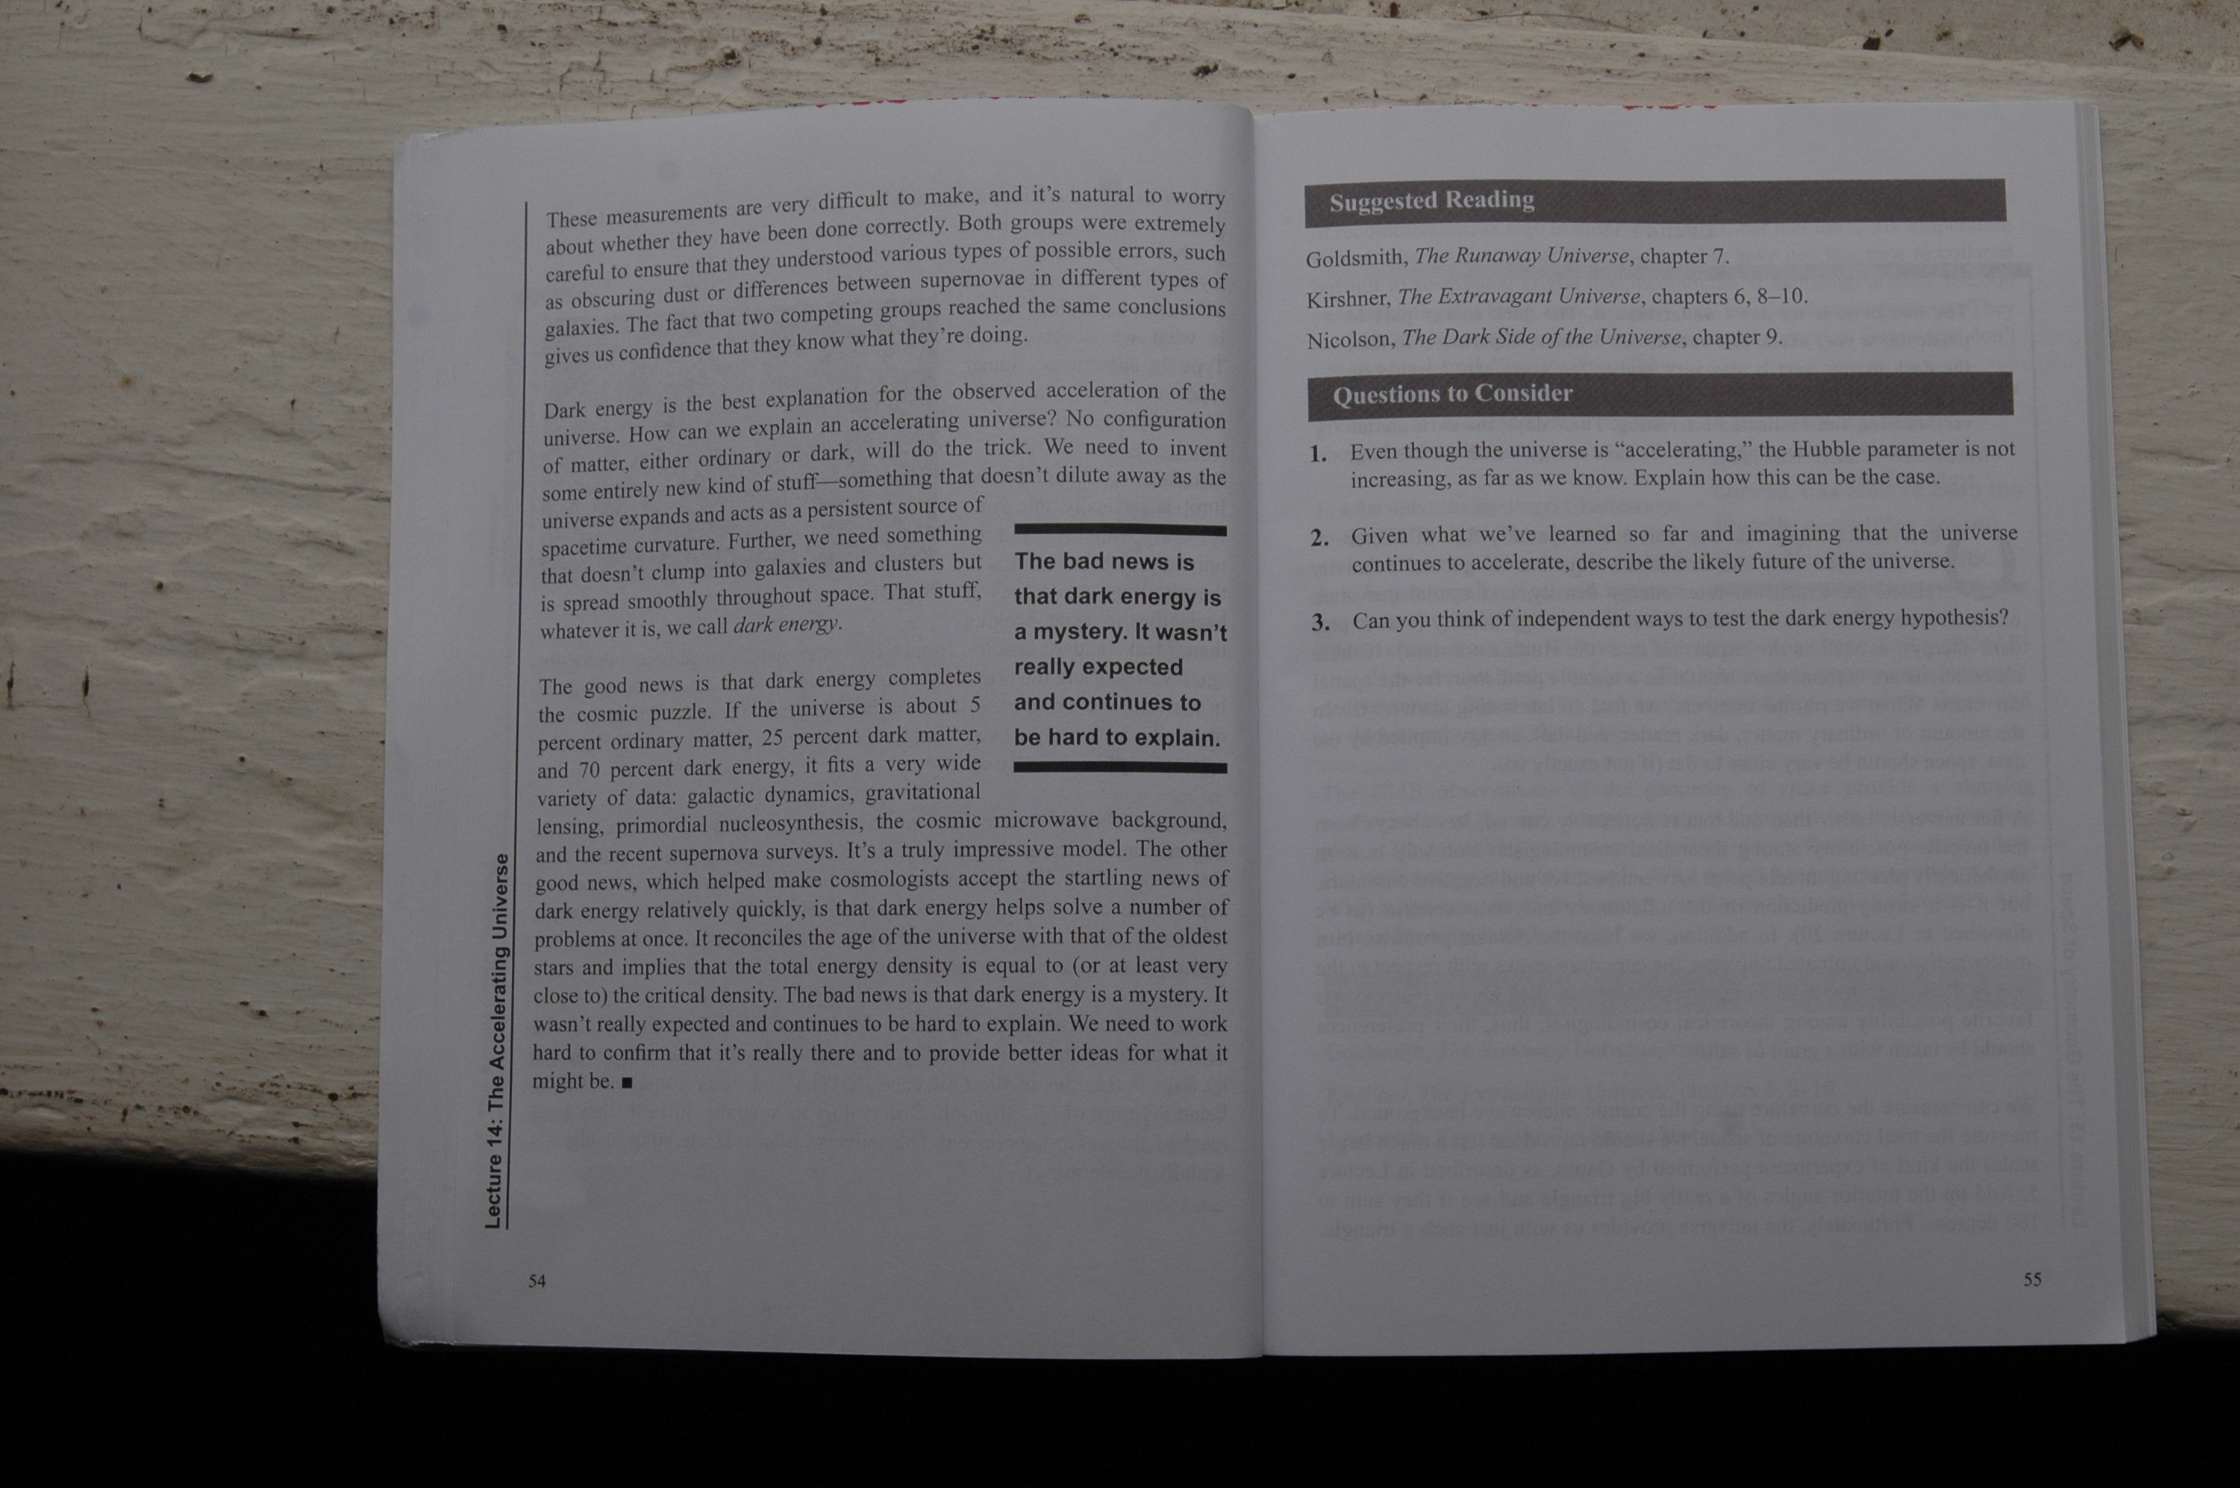 These measurements are very difficult to make, and it's natural to worry
about whether they have been done correctly. Both groups were extremely
careful to ensure that they understood various types of possible errors, such
as obscuring dust or differences between supernovae in different types of
galaxies. The fact that two competing groups reached the same conclusions
gives us confidence that they know what they're doing.
Dark energy is the best explanation for the observed acceleration of the
universe. How can we explain an accelerating universe? No configuration
of matter, either ordinary or dark, will do the trick. We need to invent
some entirely new kind of stuff—something that doesn't dilute away as the
universe expands and acts as a persistent source of
spacetime curvature. Further, we need something
that doesn't clump into galaxies and clusters but
is spread smoothly throughout space. That stuff,
whatever it is, we call dark energy.
The good news is that dark energy completes
the cosmic puzzle. If the universe is about 5
percent ordinary matter, 25 percent dark matter,
and 70 percent dark energy, it fits a very wide
variety of data: galactic dynamics, gravitational
lensing, primordial nucleosynthesis, the cosmic microwave background,
and the recent supernova surveys. It's a truly impressive model. The other
good news, which helped make cosmologists accept the startling news of
dark energy relatively quickly, is that dark energy helps solve a number of
problems at once. It reconciles the age of the universe with that of the oldest
stars and implies that the total energy density is equal to (or at least very
close to) the critical density. The bad news is that dark energy is a mystery. It
wasn't really expected and continues to be hard to explain. We need to work
hard to confirm that it's really there and to provide better ideas for what it
might be. ■
The bad news is
that dark energy is
a mystery. It wasn't
really expected
and continues to
be hard to explain.
Lecture 14: The Accelerating Universe
54
Suggested Reading
Goldsmith, The Runaway Universe, chapter 7.
Kirshner, The Extravagant Universe, chapters 6, 8–10.
Nicolson, The Dark Side of the Universe, chapter 9.
Questions to Consider
1. Even though the universe is “accelerating,” the Hubble parameter is not
increasing, as far as we know. Explain how this can be the case.
2. Given what we've learned so far and imagining that the universe
continues to accelerate, describe the likely future of the universe.
3. Can you think of independent ways to test the dark energy hypothesis?
55